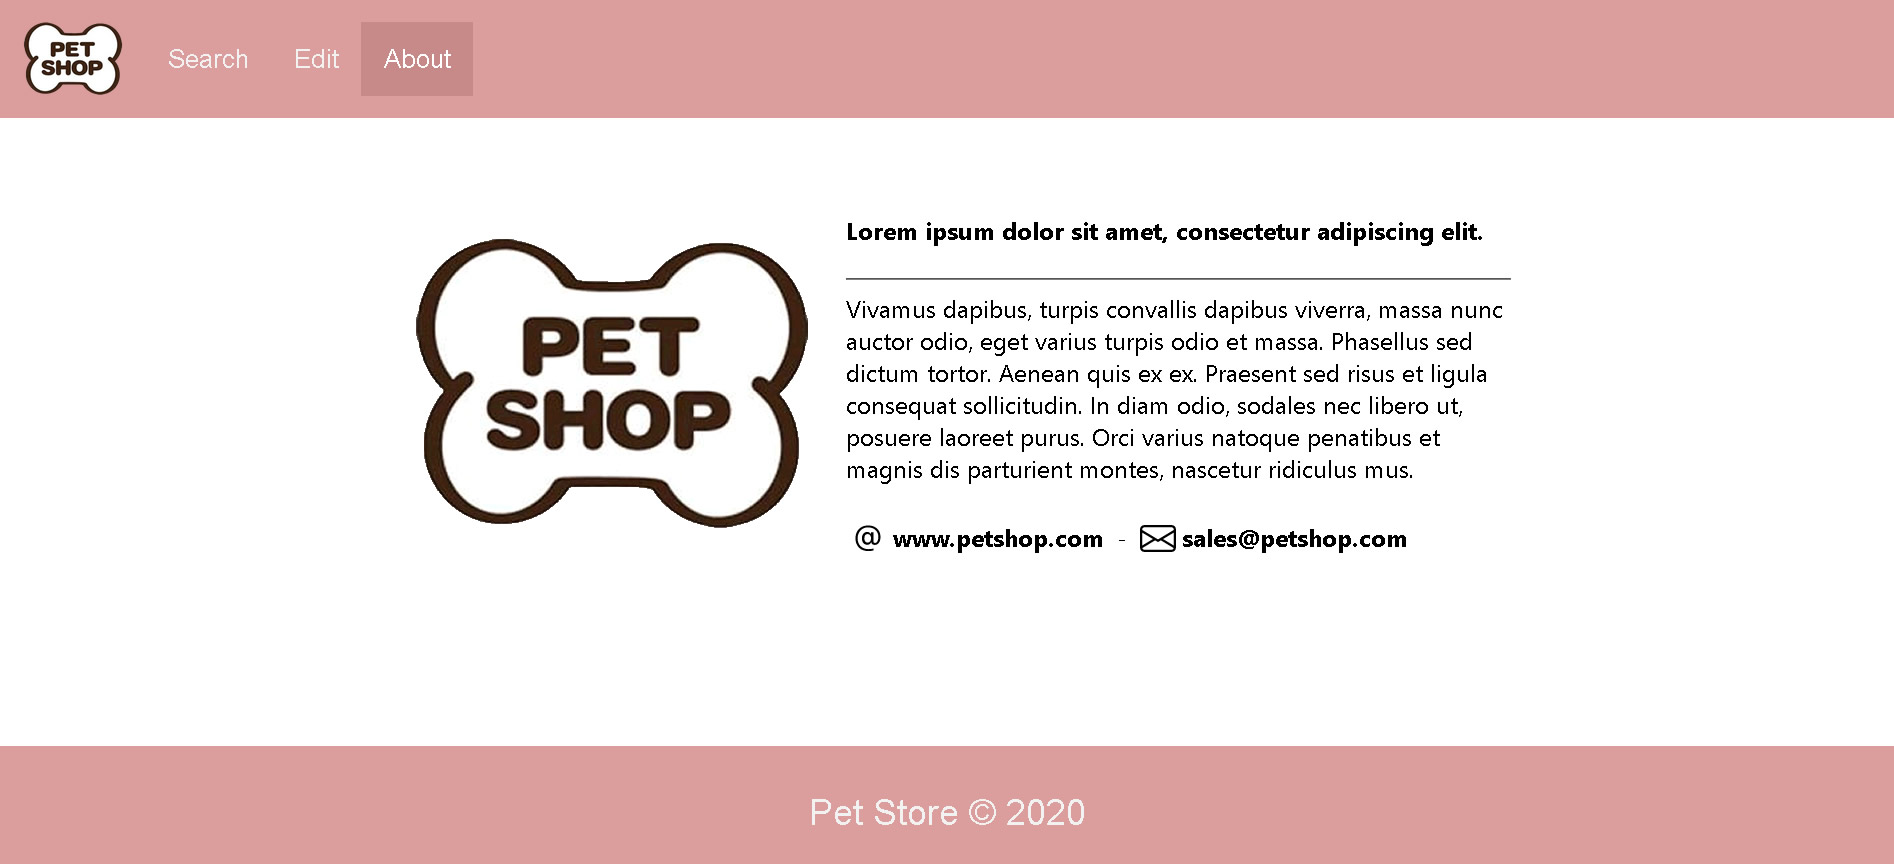 PET
SHOP
Search
Edit
About
PET
SHOP
Lorem ipsum dolor sit amet, consectetur adipiscing elit.
Vivamus dapibus, turpis convallis dapibus viverra, massa nunc
auctor odio, eget varius turpis odio et massa. Phasellus sed
dictum tortor. Aenean quis ex ex. Praesent sed risus et ligula
consequat sollicitudin. In diam odio, sodales nec libero ut,
posuere laoreet purus. Orci varius natoque penatibus et
magnis dis parturient montes, nascetur ridiculus mus.
@ www.petshop.com - sales@petshop.com
Pet Store © 2020